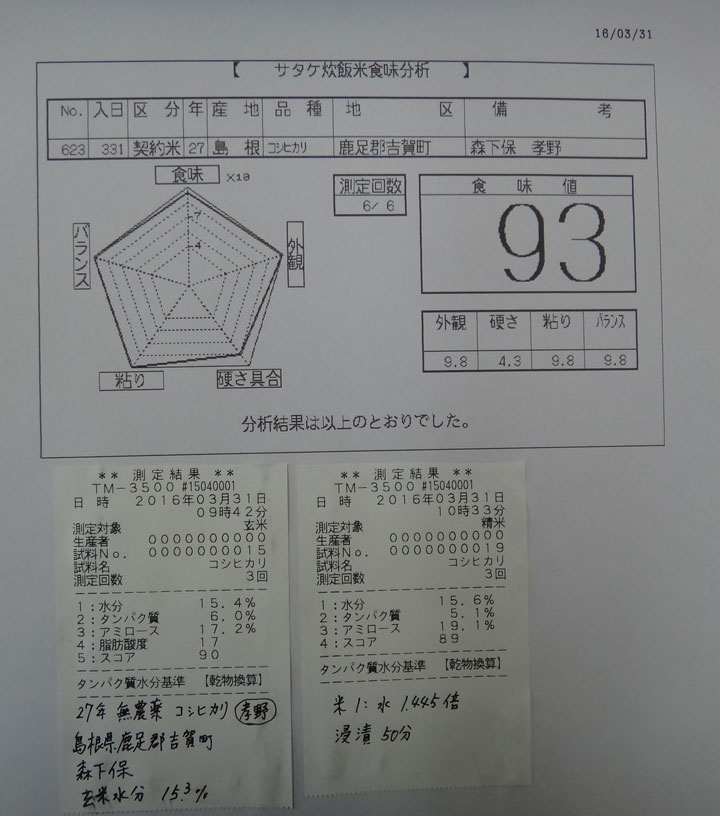 16/03/31
【 サタケ炊飯米食味分析 】
No. 入日 区分 年 産地 品種 地区 備考
623 331 契約米 27 島根 コシヒカリ 鹿足郡吉賀町 森下保 孝野
食味 ×10
7
4
バランス
外観
粘り
硬さ具合
測定回数
6/ 6
食味値
93
外観 硬さ 粘り バランス
9.8 4.3 9.8 9.8
分析結果は以上のとおりでした。
** 測定結果 **
TM-3500 #15040001
日 時 2016年03月31日
09時42分
測定対象 玄米
生産者 0000000000
試料No. 0000000015
試料名 コシヒカリ
測定回数 3回
1:水分 15.4%
2:タンパク質 6.0%
3:アミロース 17.2%
4:脂肪酸度 17
5:スコア 90
タンパク質水分基準 【乾物換算】
27年 無農薬 コシヒカリ 孝野
島根県鹿足郡吉賀町
森下保
玄米水分 15.3%
** 測定結果 **
TM-3500 #15040001
日 時 2016年03月31日
10時33分
測定対象 精米
生産者 0000000000
試料No. 0000000019
試料名 コシヒカリ
測定回数 3回
1:水分 15.6%
2:タンパク質 5.1%
3:アミロース 19.1%
4:スコア 89
タンパク質水分基準 【乾物換算】
米1:水 1.445倍
浸漬 50分